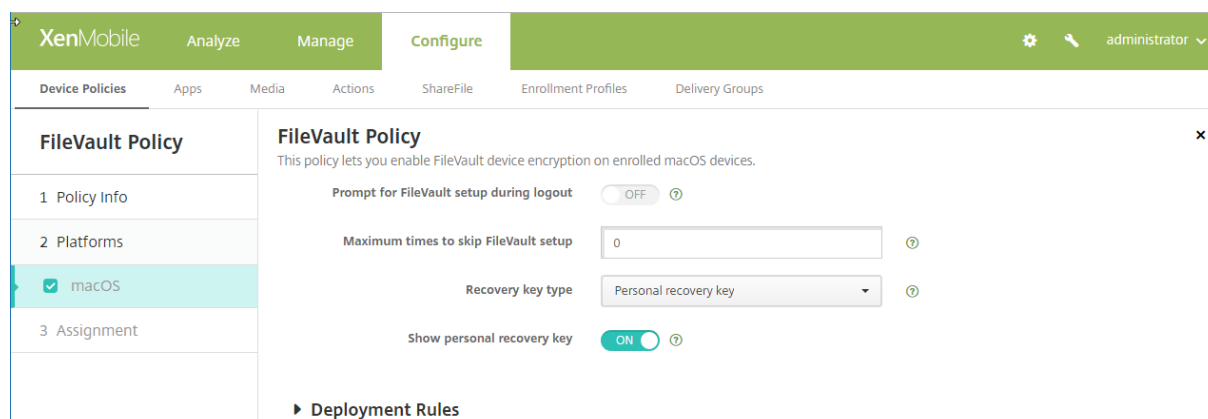 XenMobile Analyze Manage Configure administrator
Device Policies Apps Media Actions ShareFile Enrollment Profiles Delivery Groups
FileVault Policy
1 Policy Info
2 Platforms
macOS
3 Assignment
FileVault Policy
This policy lets you enable FileVault device encryption on enrolled macOS devices.
Prompt for FileVault setup during logout OFF
Maximum times to skip FileVault setup 0
Recovery key type Personal recovery key
Show personal recovery key ON
Deployment Rules